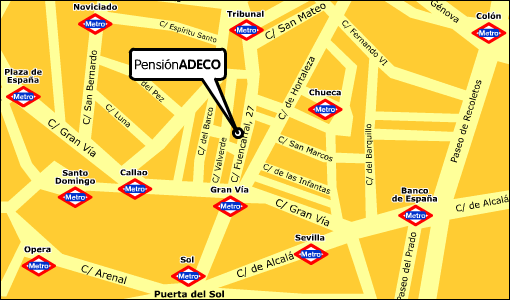 Noviciado
Metro
Tribunal
Metro
Génova
Colón
Metro
C/ Espíritu Santo
C/ San Mateo
C/ Fernando VI
PensiónADECO
Plaza de
España
Metro
C/ San Bernardo
del Pez
C/ Luna
C/ de Hortaleza
Chueca
Metro
Paseo de Recoletos
C/ Gran Via
C/ del Barco
C/ Valverde
C/ Fuencarral, 27
C/ San Marcos
C/ del Barquillo
Santo
Domingo
Metro
Callao
Metro
Gran Vía
Metro
C/ de las Infantas
C/ Gran Vía
Banco
de España
Metro
C/ de Alcalá
Opera
Metro
C/ Arenal
Sol
Metro
Puerta del Sol
C/ de Alcalá
Sevilla
Metro
Paseo del Prado